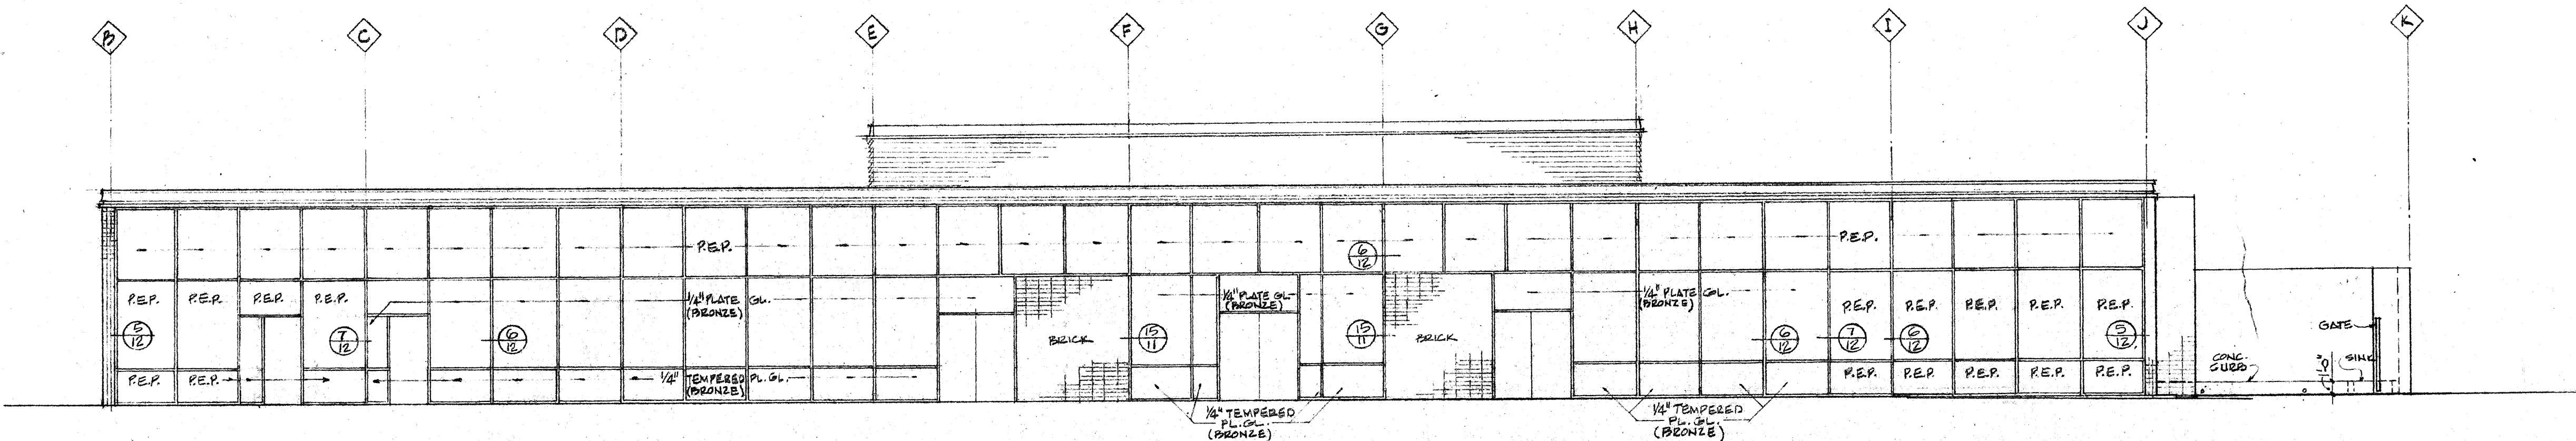 B C D E F G H I J K
P.E.P. P.E.P.
6
12
P.E.P. P.E.P. P.E.P. P.E.P.
1/4" PLATE GL.
(BRONZE)
1/4" PLATE GL.
(BRONZE)
1/4" PLATE GL.
(BRONZE)
P.E.P. P.E.P. P.E.P. P.E.P. P.E.P.
5
12
7
12
6
12
BRICK
15
11
15
11
BRICK
6
12
7
12
6
12
5
12
GATE
CONC.
CURB
SINK
P.E.P. P.E.P.
1/4" TEMPERED PL. GL.
(BRONZE)
P.E.P. P.E.P. P.E.P. P.E.P. P.E.P.
1/4" TEMPERED
PL. GL.
(BRONZE)
1/4" TEMPERED
PL. GL.
(BRONZE)